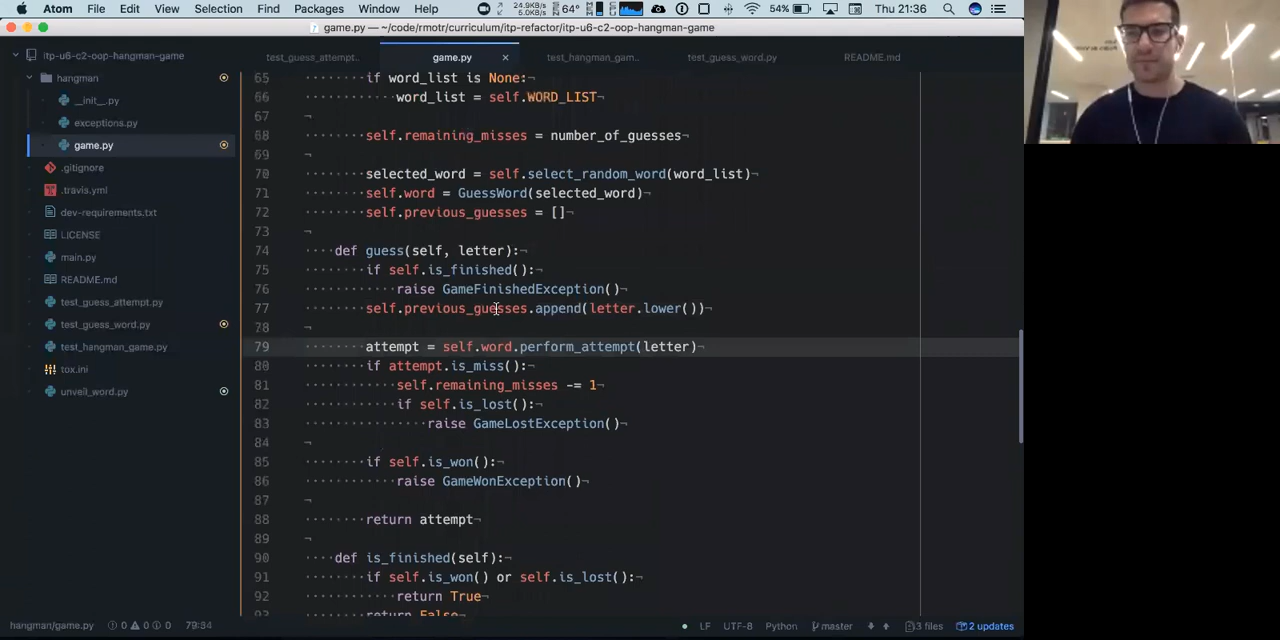 Atom File Edit View Selection Find Packages Window Help 24.9KB/s 5.0KB/s 64° 54% Thu 21:36
game.py — ~/code/rmotr/curriculum/itp-refactor/itp-u6-c2-oop-hangman-game
itp-u6-c2-oop-hangman-game
hangman
__init__.py
exceptions.py
game.py
.gitignore
.travis.yml
dev-requirements.txt
LICENSE
main.py
README.md
test_guess_attempt.py
test_guess_word.py
test_hangman_game.py
tox.ini
unveil_word.py
test_guess_attempt... game.py test_hangman_gam... test_guess_word.py README.md
65 if word_list is None:
66 word_list = self.WORD_LIST
67
68 self.remaining_misses = number_of_guesses
69
70 selected_word = self.select_random_word(word_list)
71 self.word = GuessWord(selected_word)
72 self.previous_guesses = []
73
74 def guess(self, letter):
75 if self.is_finished():
76 raise GameFinishedException()
77 self.previous_guesses.append(letter.lower())
78
79 attempt = self.word.perform_attempt(letter)
80 if attempt.is_miss():
81 self.remaining_misses -= 1
82 if self.is_lost():
83 raise GameLostException()
84
85 if self.is_won():
86 raise GameWonException()
87
88 return attempt
89
90 def is_finished(self):
91 if self.is_won() or self.is_lost():
92 return True
93 return False
hangman/game.py 0 0 0 79:34 LF UTF-8 Python master 3 files 2 updates